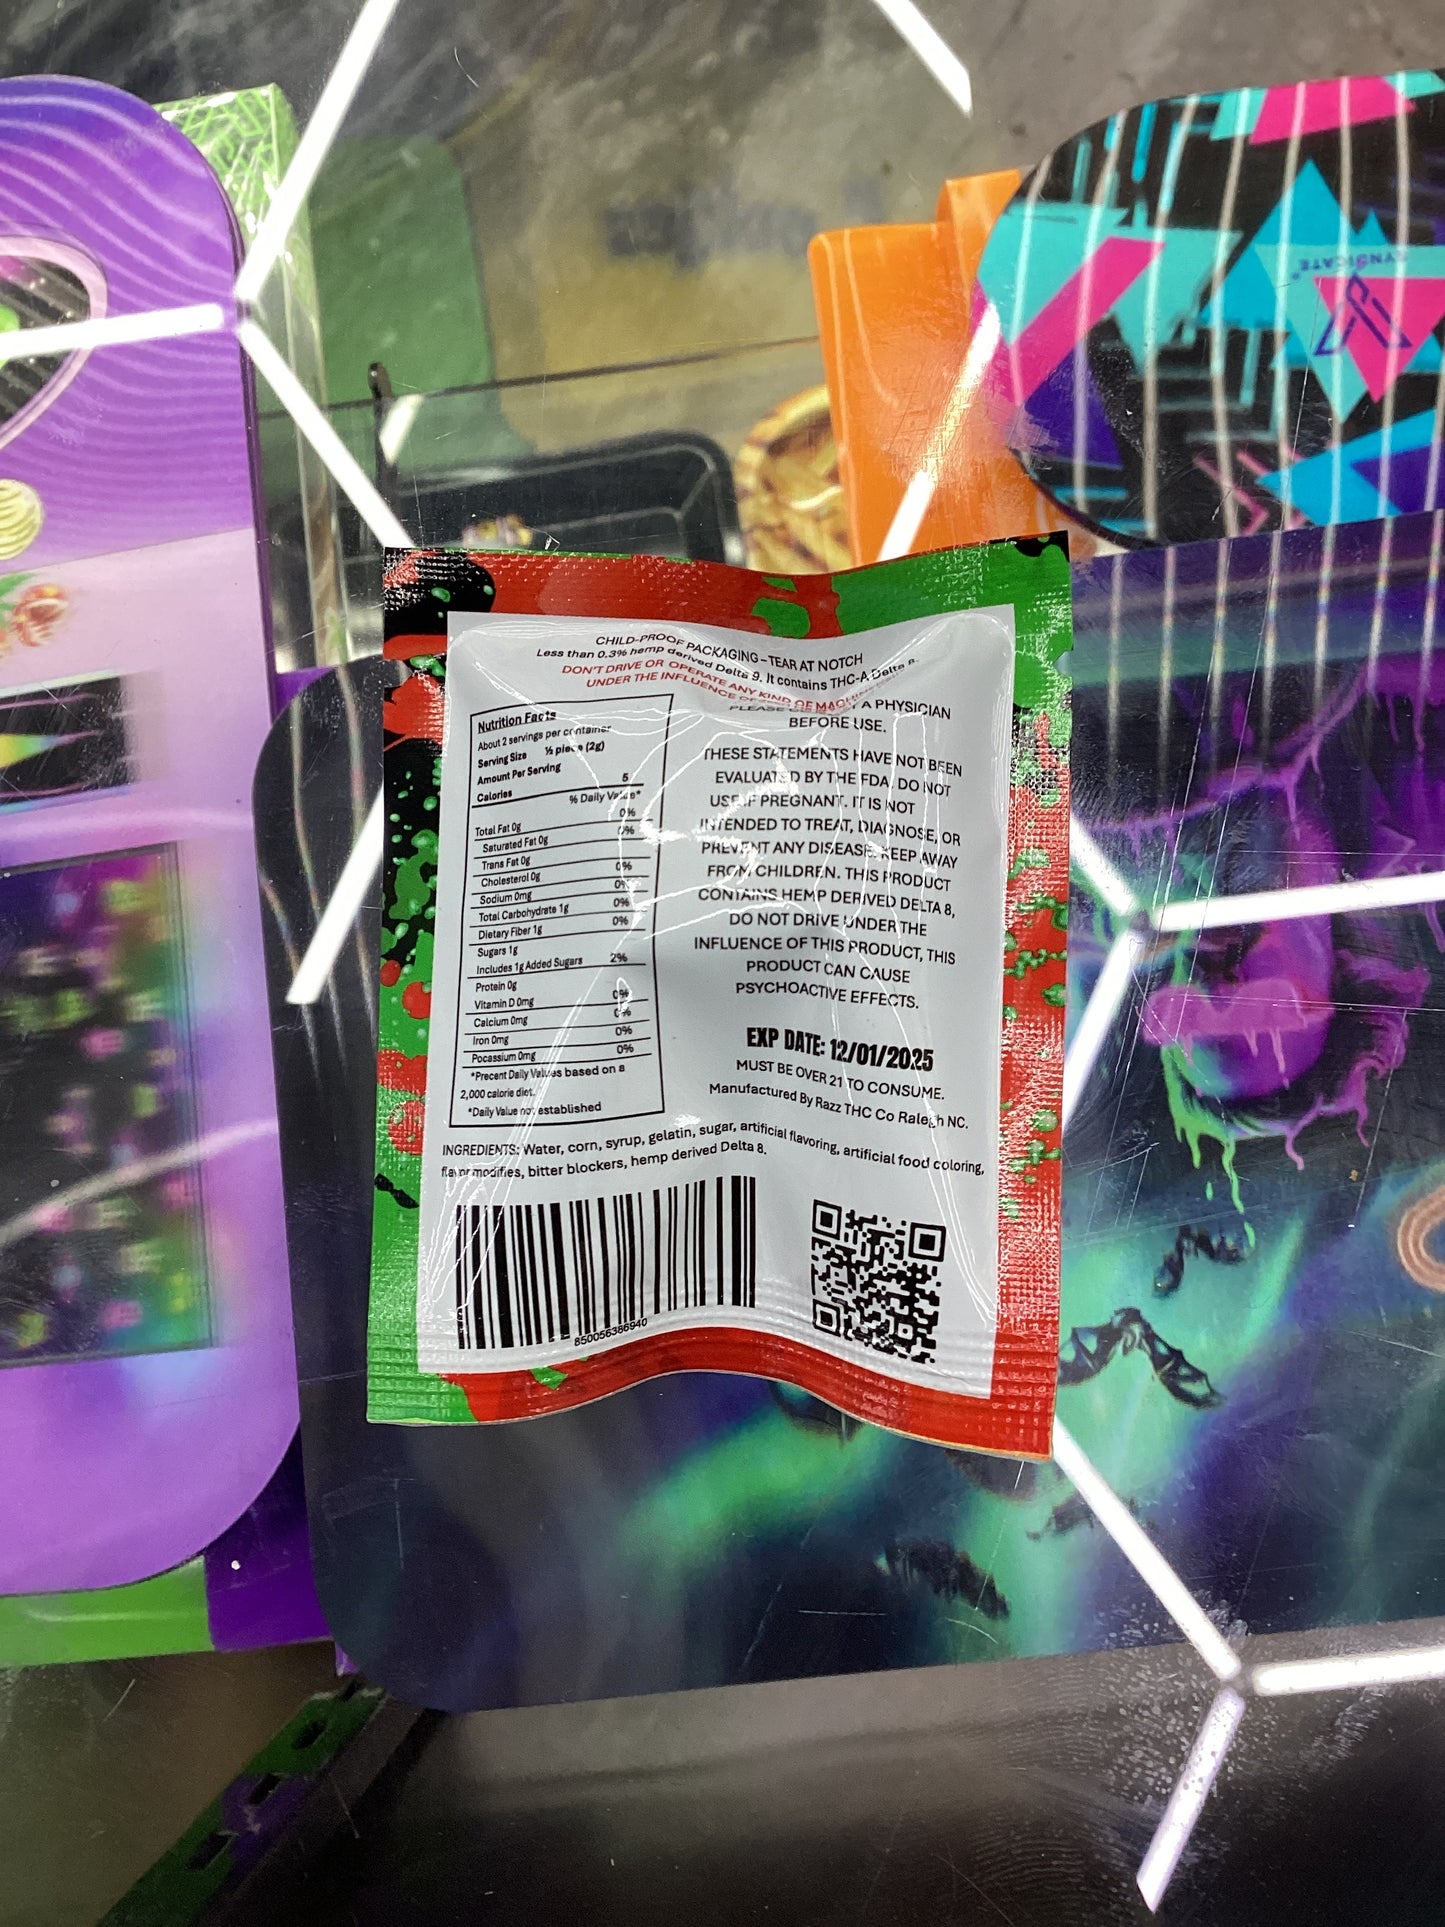 SYNDICATE
CHILD-PROOF PACKAGING-TEAR AT NOTCH
Less than 0.3% hemp derived Delta 9. It contains THC-A, Delta 8.
DON'T DRIVE OR OPERATE ANY KIND OF
UNDER THE INFLUENCE
PLEASE A PHYSICIAN
BEFORE USE.
Nutrition Facts
About 2 servings per container
Serving Size ½ piece (2g)
Amount Per Serving
Calories 5
% Daily Value*
Total Fat 0g 0%
Saturated Fat 0g 0%
Trans Fat 0g
Cholesterol 0g 0%
Sodium 0mg 0%
Total Carbohydrate 1g 0%
Dietary Fiber 1g 0%
Sugars 1g
Includes 1g Added Sugars 2%
Protein 0g
Vitamin D 0mg 0%
Calcium 0mg 0%
Iron 0mg 0%
Pocassium 0mg 0%
*Precent Daily Values based on a
2,000 calorie diet.
*Daily Value not established
THESE STATEMENTS HAVE NOT BEEN
EVALUATED BY THE FDA, DO NOT
USE IF PREGNANT. IT IS NOT
INTENDED TO TREAT, DIAGNOSE, OR
PREVENT ANY DISEASE. KEEP AWAY
FROM CHILDREN. THIS PRODUCT
CONTAINS HEMP DERIVED DELTA 8,
DO NOT DRIVE UNDER THE
INFLUENCE OF THIS PRODUCT, THIS
PRODUCT CAN CAUSE
PSYCHOACTIVE EFFECTS.
EXP DATE: 12/01/2025
MUST BE OVER 21 TO CONSUME.
Manufactured By Razz THC Co Ralegh NC.
INGREDIENTS: Water, corn, syrup, gelatin, sugar, artificial flavoring, artificial food coloring,
flavor modifies, bitter blockers, hemp derived Delta 8.
850056386940